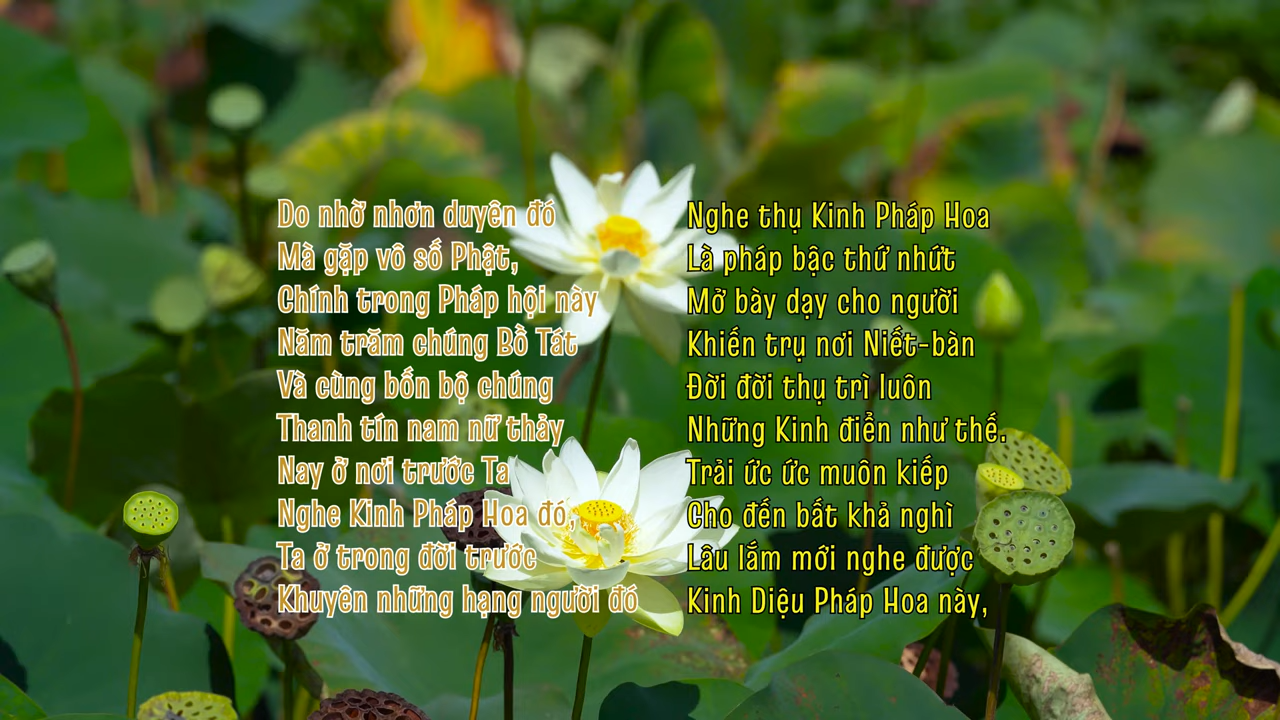 Do nhờ nhơn duyên đó
Mà gặp vô số Phật,
Chính trong Pháp hội này
Năm trăm chúng Bồ Tát
Và cùng bốn bộ chúng
Thanh tín nam nữ thảy
Nay ở nơi trước Ta
Nghe Kinh Pháp Hoa đó,
Ta ở trong đời trước
Khuyên những hạng người đó
Nghe thụ Kinh Pháp Hoa
Là pháp bậc thứ nhứt
Mở bày dạy cho người
Khiến trụ nơi Niết-bàn
Đời đời thụ trì luôn
Những Kinh điển như thế.
Trải ức ức muôn kiếp
Cho đến bất khả nghì
Lâu lắm mới nghe được
Kinh Diệu Pháp Hoa này,